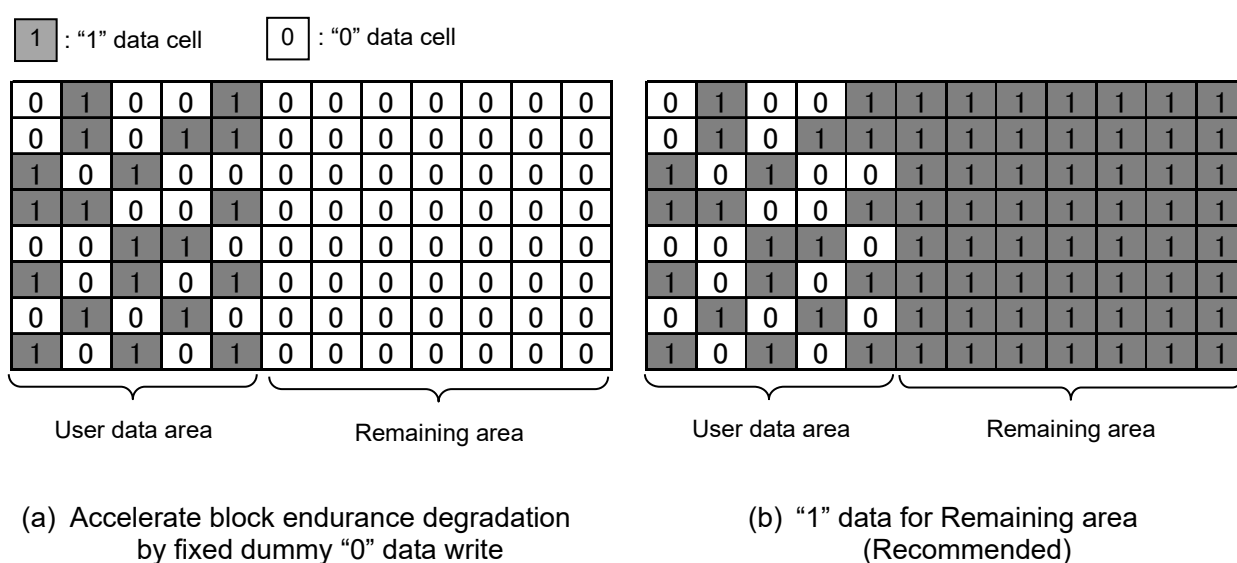 1 : “1” data cell 0 : “0” data cell
0 1 0 0 1 0 0 0 0 0 0 0 0 1 0 0 1 1 1 1 1 1 1 1
0 1 0 1 1 0 0 0 0 0 0 0 0 1 0 1 1 1 1 1 1 1 1 1
1 0 1 0 0 0 0 0 0 0 0 0 1 0 1 0 0 1 1 1 1 1 1 1
1 1 0 0 1 0 0 0 0 0 0 0 1 1 0 0 1 1 1 1 1 1 1 1
0 0 1 1 0 0 0 0 0 0 0 0 0 0 1 1 0 1 1 1 1 1 1 1
1 0 1 0 1 0 0 0 0 0 0 0 1 0 1 0 1 1 1 1 1 1 1 1
0 1 0 1 0 0 0 0 0 0 0 0 0 1 0 1 0 1 1 1 1 1 1 1
1 0 1 0 1 0 0 0 0 0 0 0 1 0 1 0 1 1 1 1 1 1 1 1
User data area Remaining area User data area Remaining area
(a) Accelerate block endurance degradation
by fixed dummy “0” data write
(b) “1” data for Remaining area
(Recommended)